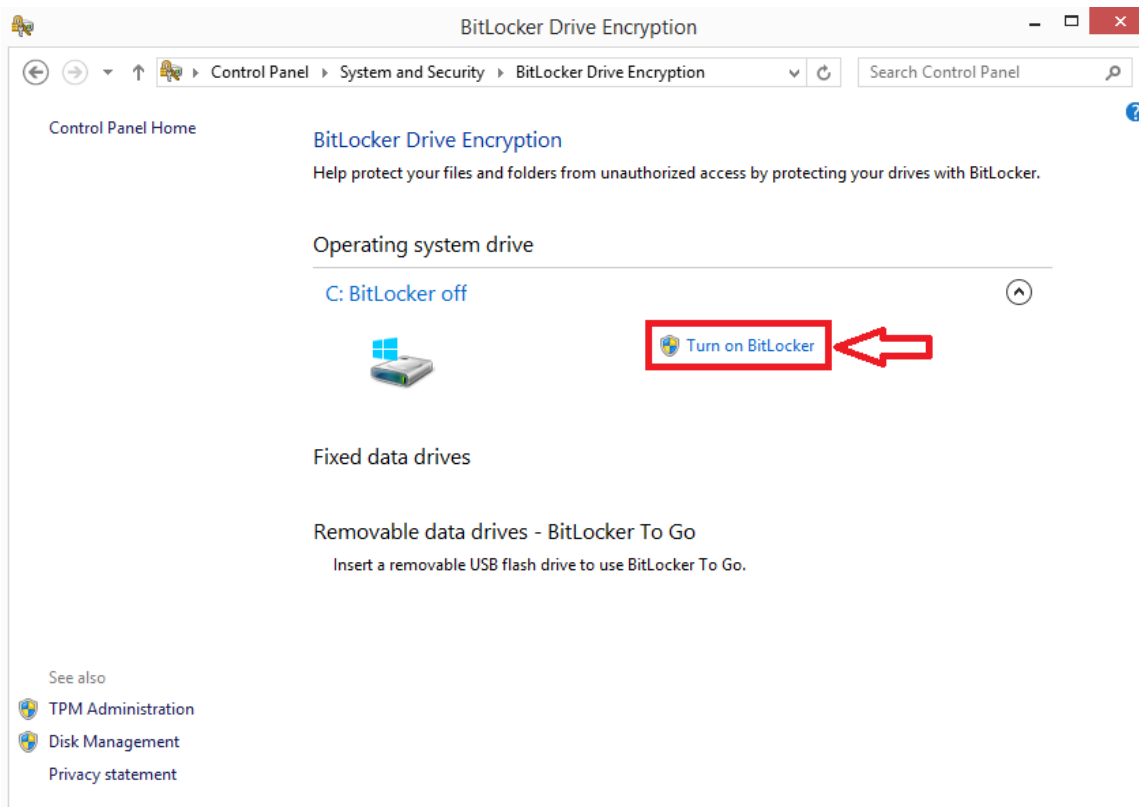 BitLocker Drive Encryption
Control Panel System and Security BitLocker Drive Encryption
Search Control Panel
Control Panel Home
BitLocker Drive Encryption
Help protect your files and folders from unauthorized access by protecting your drives with BitLocker.
Operating system drive
C: BitLocker off
Turn on BitLocker
Fixed data drives
Removable data drives - BitLocker To Go
Insert a removable USB flash drive to use BitLocker To Go.
See also
TPM Administration
Disk Management
Privacy statement